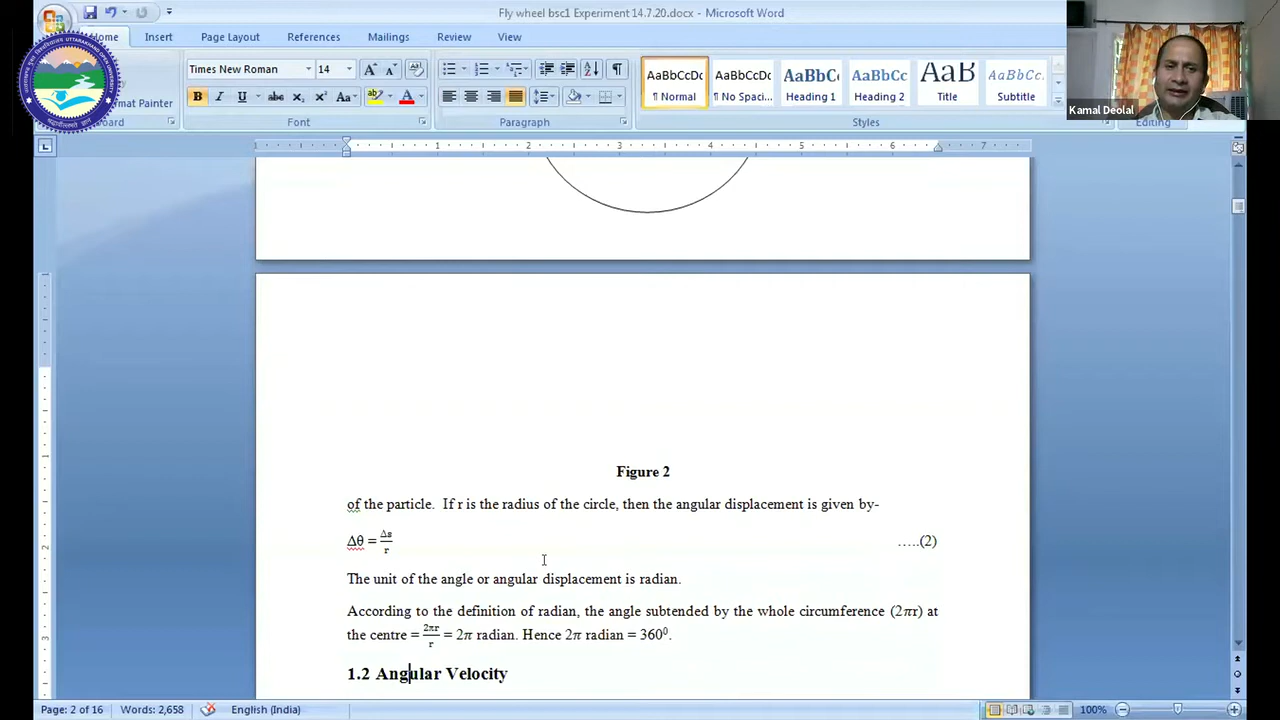 Fly wheel bsc1 Experiment 14.7.20.docx - Microsoft Word
Home Insert Page Layout References Mailings Review View
Times New Roman 14
Format Painter
AaBbCcDc AaBbCcDc AaBbC AaBbCc AaB AaBbCc
¶ Normal ¶ No Spaci... Heading 1 Heading 2 Title Subtitle
Font Paragraph Styles Editing
Kamal Deolal
Figure 2
of the particle. If r is the radius of the circle, then the angular displacement is given by-
Δθ = Δs/r …..(2)
The unit of the angle or angular displacement is radian.
According to the definition of radian, the angle subtended by the whole circumference (2πr) at
the centre = 2πr/r = 2π radian. Hence 2π radian = 360⁰.
1.2 Angular Velocity
Page: 2 of 16 Words: 2,658 English (India) 100%